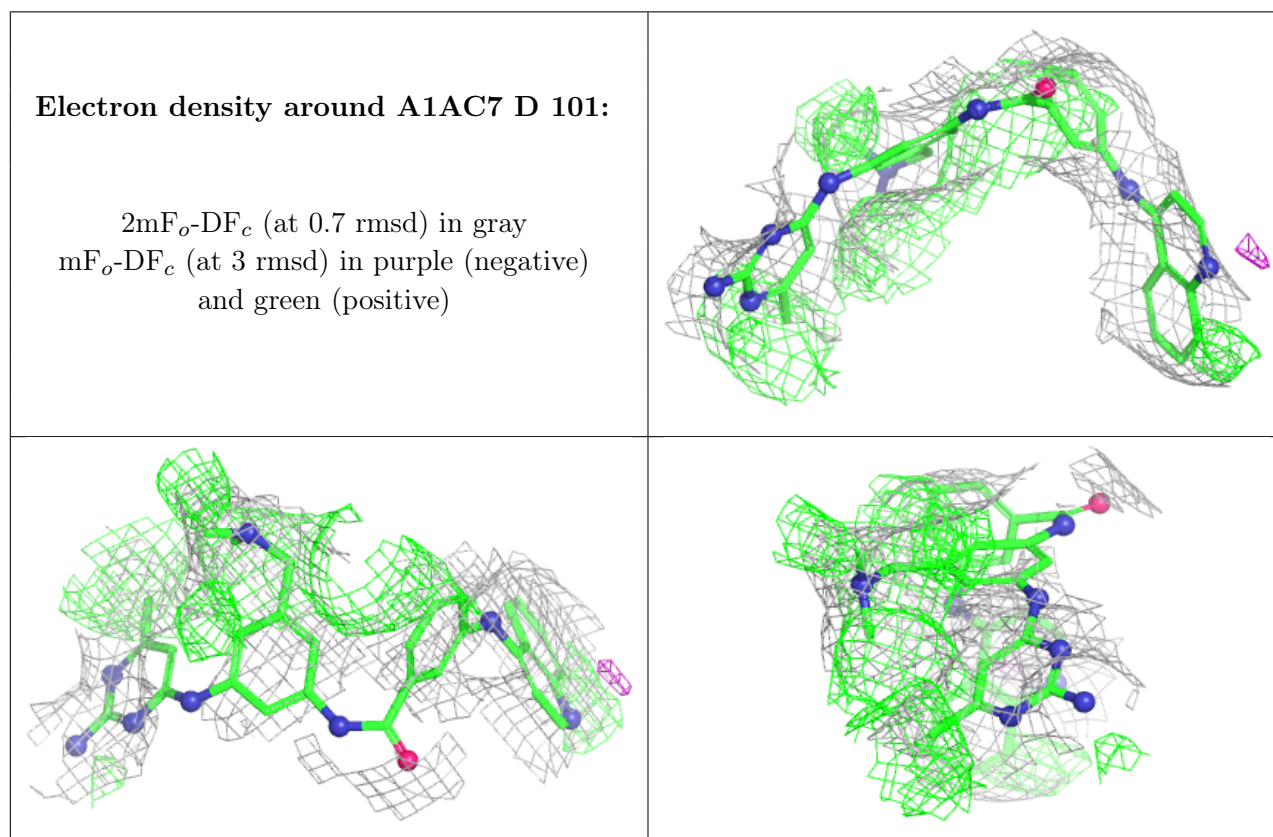 Electron density around A1AC7 D 101:
2mFo-DFc (at 0.7 rmsd) in gray
mFo-DFc (at 3 rmsd) in purple (negative)
and green (positive)